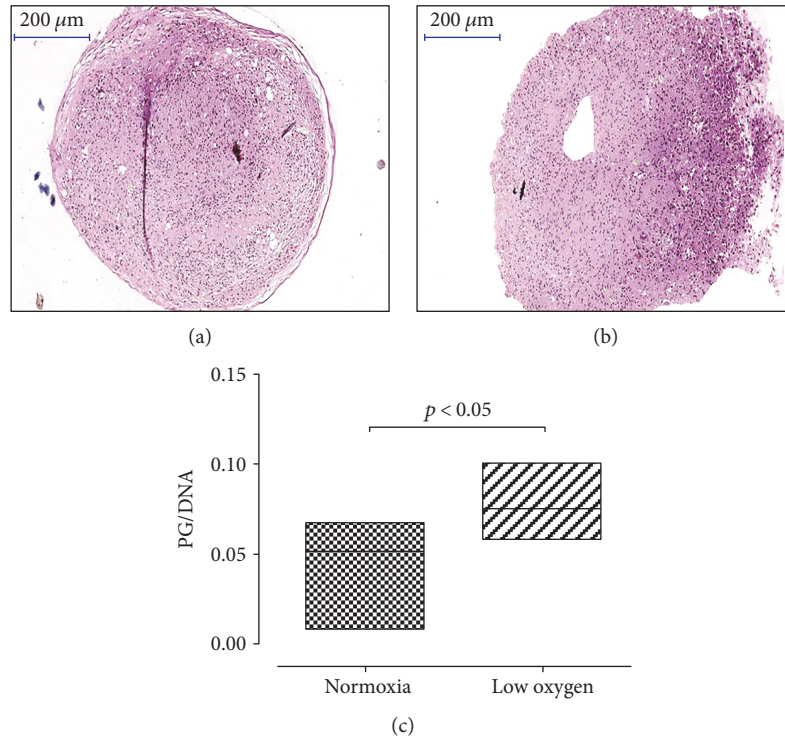 200 μm
200 μm
(a)
(b)
0.15
p < 0.05
0.10
PG/DNA
0.05
0.00
Normoxia
Low oxygen
(c)